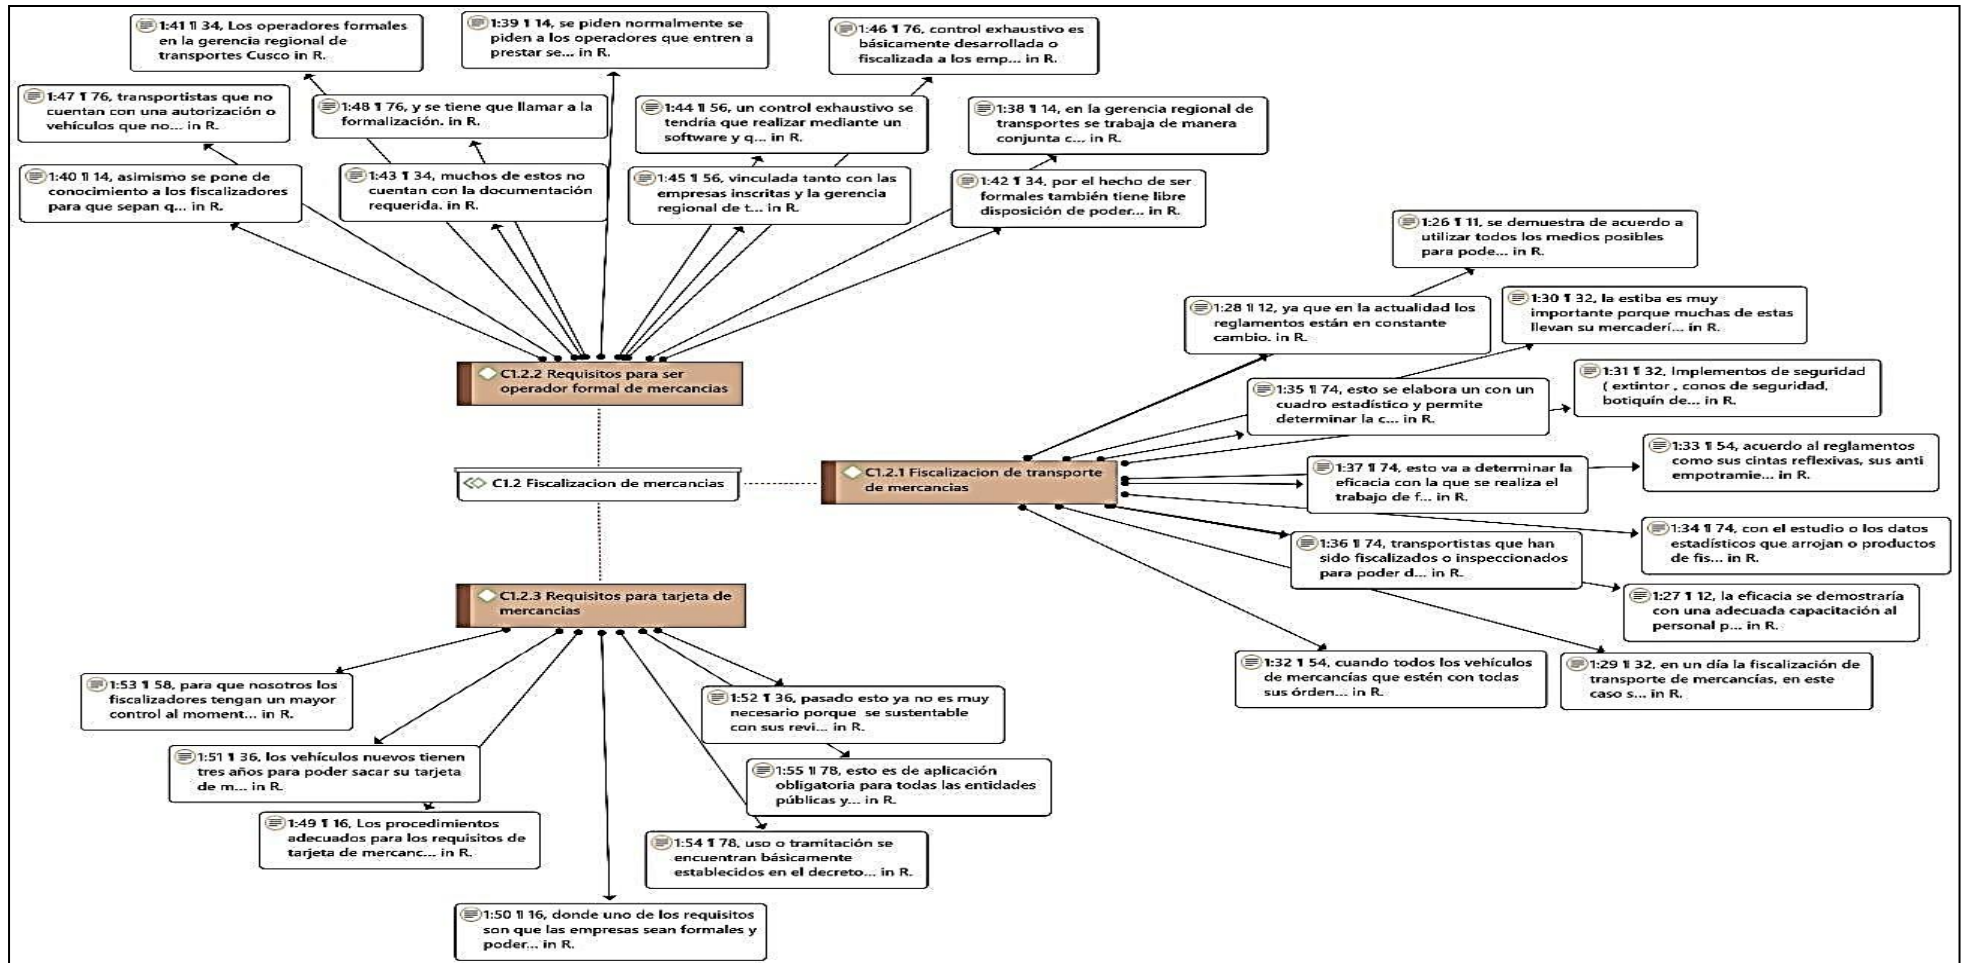 1:41 ¶ 34, Los operadores formales
en la gerencia regional de
transportes Cusco in R.
1:39 ¶ 14, se piden normalmente se
piden a los operadores que entren a
prestar se... in R.
1:46 ¶ 76, control exhaustivo es
básicamente desarrollada o
fiscalizada a los emp... in R.
1:47 ¶ 76, transportistas que no
cuentan con una autorización o
vehículos que no... in R.
1:48 ¶ 76, y se tiene que llamar a la
formalización. in R.
1:44 ¶ 56, un control exhaustivo se
tendría que realizar mediante un
software y q... in R.
1:38 ¶ 14, en la gerencia regional de
transportes se trabaja de manera
conjunta c... in R.
1:40 ¶ 14, asimismo se pone de
conocimiento a los fiscalizadores
para que sepan q... in R.
1:43 ¶ 34, muchos de estos no
cuentan con la documentación
requerida. in R.
1:45 ¶ 56, vinculada tanto con las
empresas inscritas y la gerencia
regional de t... in R.
1:42 ¶ 34, por el hecho de ser
formales también tiene libre
disposición de poder... in R.
1:26 ¶ 11, se demuestra de acuerdo a
utilizar todos los medios posibles
para pode... in R.
1:28 ¶ 12, ya que en la actualidad los
reglamentos están en constante
cambio. in R.
1:30 ¶ 32, la estiba es muy
importante porque muchas de estas
llevan su mercaderí... in R.
C1.2.2 Requisitos para ser
operador formal de mercancias
1:35 ¶ 74, esto se elabora un con un
cuadro estadístico y permite
determinar la c... in R.
1:31 ¶ 32, Implementos de seguridad
( extintor , conos de seguridad,
botiquín de... in R.
C1.2 Fiscalizacion de mercancias
C1.2.1 Fiscalizacion de transporte
de mercancias
1:37 ¶ 74, esto va a determinar la
eficacia con la que se realiza el
trabajo de f... in R.
1:33 ¶ 54, acuerdo al reglamentos
como sus cintas reflexivas, sus anti
empotramie... in R.
1:36 ¶ 74, transportistas que han
sido fiscalizados o inspeccionados
para poder d... in R.
1:34 ¶ 74, con el estudio o los datos
estadísticos que arrojan o productos
de fis... in R.
C1.2.3 Requisitos para tarjeta de
mercancias
1:27 ¶ 12, la eficacia se demostraría
con una adecuada capacitación al
personal p... in R.
1:32 ¶ 54, cuando todos los vehículos
de mercancías que estén con todas
sus órden... in R.
1:29 ¶ 32, en un día la fiscalización de
transporte de mercancías, en este
caso s... in R.
1:53 ¶ 58, para que nosotros los
fiscalizadores tengan un mayor
control al moment... in R.
1:52 ¶ 36, pasado esto ya no es muy
necesario porque se sustentable
con sus revi... in R.
1:51 ¶ 36, los vehículos nuevos tienen
tres años para poder sacar su tarjeta
de m... in R.
1:55 ¶ 78, esto es de aplicación
obligatoria para todas las entidades
públicas y... in R.
1:49 ¶ 16, Los procedimientos
adecuados para los requisitos de
tarjeta de mercanc... in R.
1:54 ¶ 78, uso o tramitación se
encuentran básicamente
establecidos en el decreto... in R.
1:50 ¶ 16, donde uno de los requisitos
son que las empresas sean formales y
poder... in R.